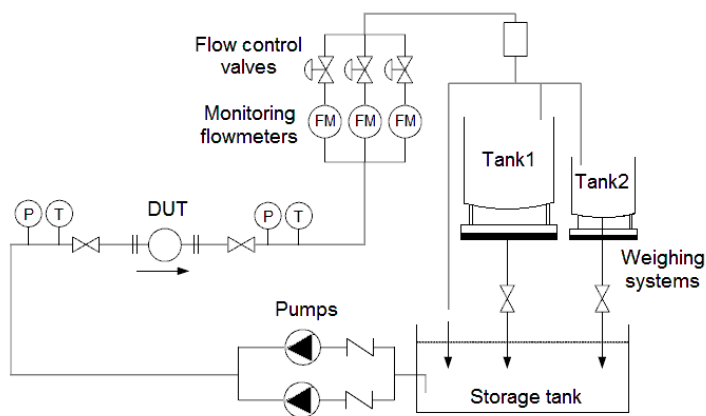 Flow control
valves
Monitoring
flowmeters
FM
FM
FM
Tank1
Tank2
P
T
DUT
P
T
Weighing
systems
Pumps
Storage tank